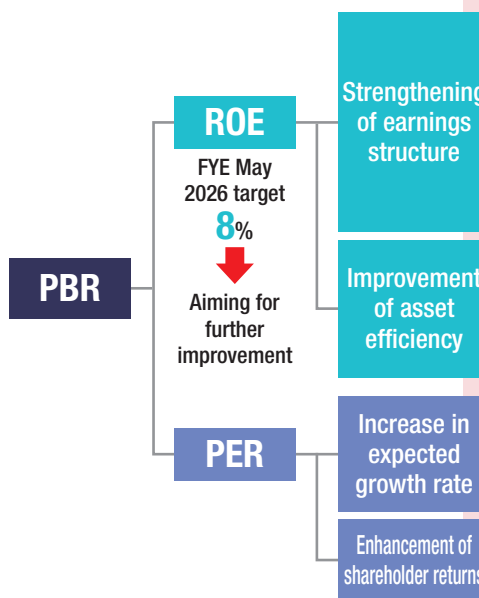 PBR
ROE
FYE May
2026 target
8%
Aiming for
further
improvement
Strengthening
of earnings
structure
Improvement
of asset
efficiency
PER
Increase in
expected
growth rate
Enhancement of
shareholder returns